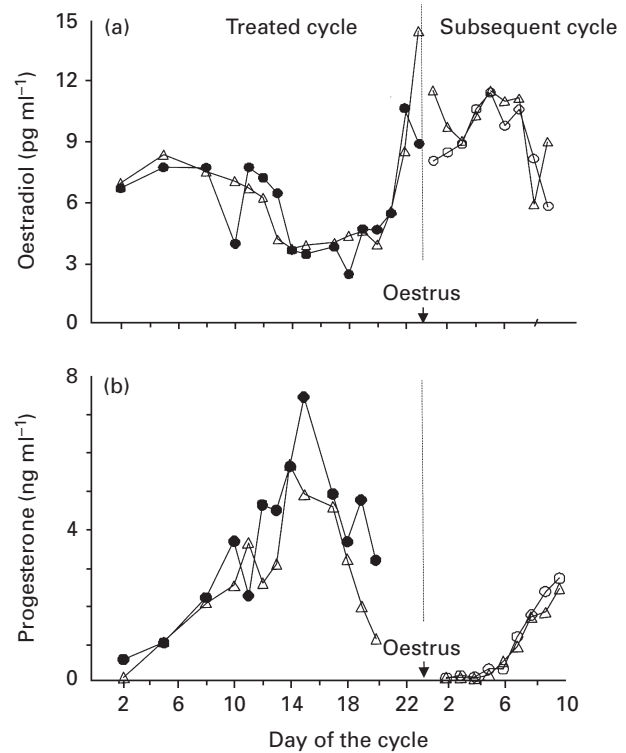 (a) Treated cycle Subsequent cycle
Oestradiol (pg ml⁻¹)
15
12
9
6
3
0
Oestrus
(b)
Progesterone (ng ml⁻¹)
8
4
0
Oestrus
2 6 10 14 18 22 2 6 10
Day of the cycle